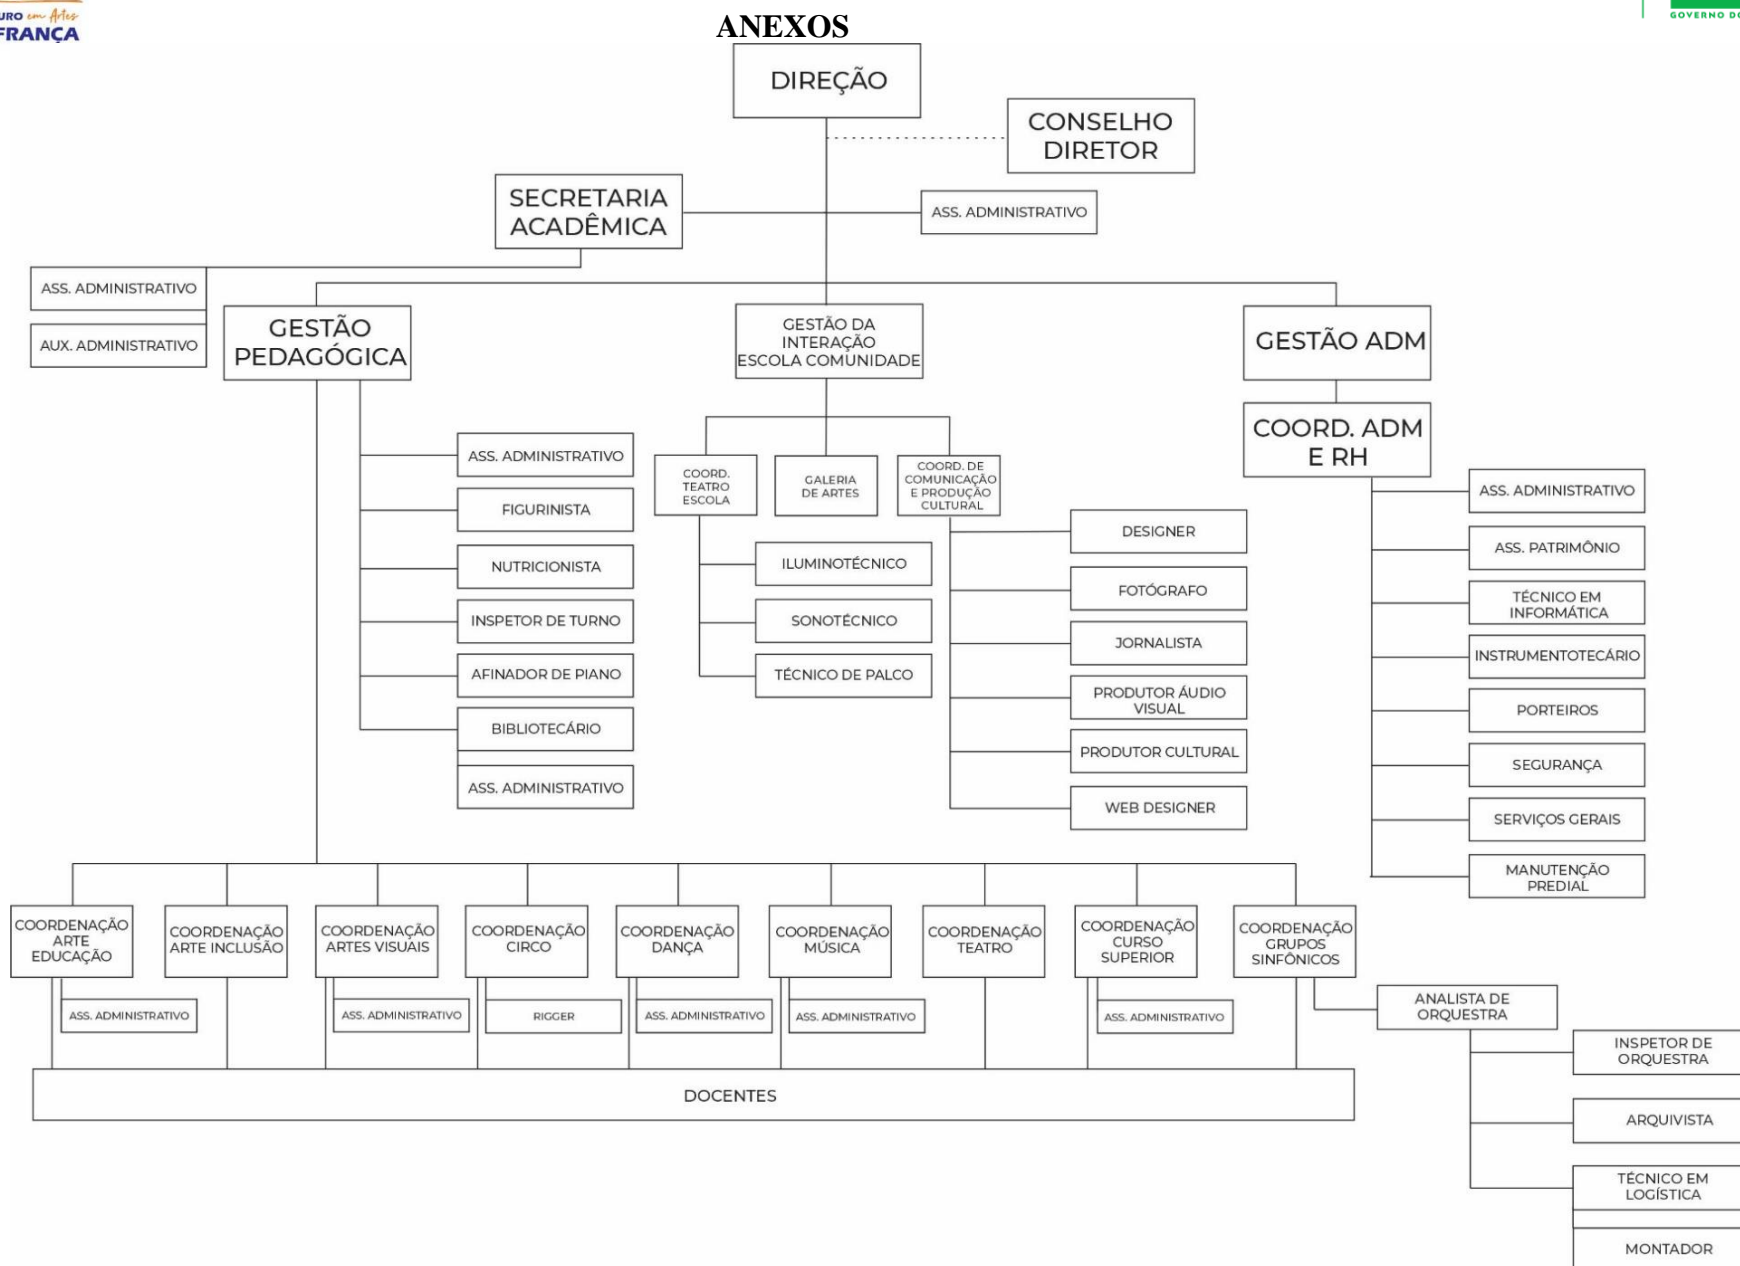 em Artes
FRANÇA
ANEXOS
DIREÇÃO
CONSELHO
DIRETOR
SECRETARIA
ACADÊMICA
ASS. ADMINISTRATIVO
ASS. ADMINISTRATIVO
AUX. ADMINISTRATIVO
GESTÃO
PEDAGÓGICA
GESTÃO DA
INTERAÇÃO
ESCOLA COMUNIDADE
GESTÃO ADM
COORD. ADM
E RH
ASS. ADMINISTRATIVO
FIGURINISTA
NUTRICIONISTA
INSPETOR DE TURNO
AFINADOR DE PIANO
BIBLIOTECÁRIO
ASS. ADMINISTRATIVO
COORD.
TEATRO
ESCOLA
GALERIA
DE ARTES
COORD. DE
COMUNICAÇÃO
E PRODUÇÃO
CULTURAL
ILUMINOTÉCNICO
SONOTÉCNICO
TÉCNICO DE PALCO
DESIGNER
FOTÓGRAFO
JORNALISTA
PRODUTOR ÁUDIO
VISUAL
PRODUTOR CULTURAL
WEB DESIGNER
ASS. ADMINISTRATIVO
ASS. PATRIMÔNIO
TÉCNICO EM
INFORMÁTICA
INSTRUMENTOTECÁRIO
PORTEIROS
SEGURANÇA
SERVIÇOS GERAIS
MANUTENÇÃO
PREDIAL
COORDENAÇÃO
ARTE
EDUCAÇÃO
COORDENAÇÃO
ARTE INCLUSÃO
COORDENAÇÃO
ARTES VISUAIS
COORDENAÇÃO
CIRCO
COORDENAÇÃO
DANÇA
COORDENAÇÃO
MÚSICA
COORDENAÇÃO
TEATRO
COORDENAÇÃO
CURSO
SUPERIOR
COORDENAÇÃO
GRUPOS
SINFÔNICOS
ASS. ADMINISTRATIVO
ASS. ADMINISTRATIVO
RIGGER
ASS. ADMINISTRATIVO
ASS. ADMINISTRATIVO
ASS. ADMINISTRATIVO
ANALISTA DE
ORQUESTRA
INSPETOR DE
ORQUESTRA
ARQUIVISTA
TÉCNICO EM
LOGÍSTICA
MONTADOR
DOCENTES
GOVERNO